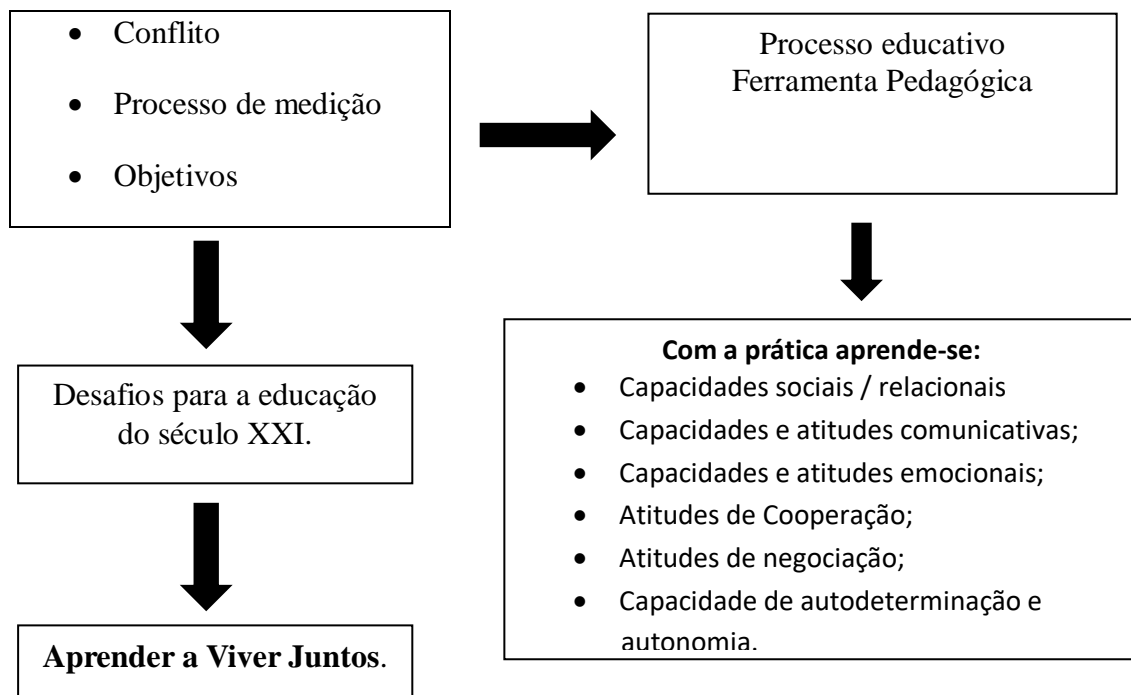 • Conflito
• Processo de medição
• Objetivos
Processo educativo
Ferramenta Pedagógica
Desafios para a educação
do século XXI.
Aprender a Viver Juntos.
Com a prática aprende-se:
• Capacidades sociais / relacionais
• Capacidades e atitudes comunicativas;
• Capacidades e atitudes emocionais;
• Atitudes de Cooperação;
• Atitudes de negociação;
• Capacidade de autodeterminação e
autonomia.